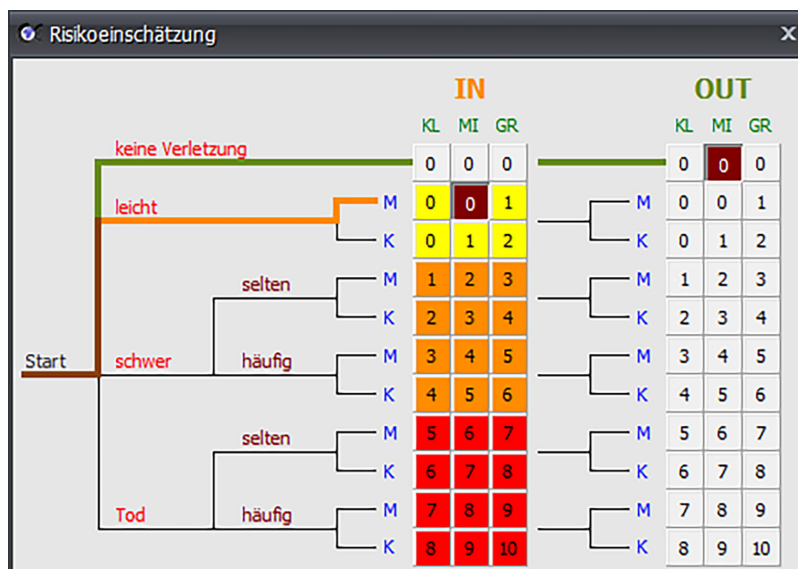 Risikoeinschätzung x
IN OUT
KL MI GR KL MI GR
keine Verletzung 0 0 0 0 0 0
leicht M 0 0 1 M 0 0 1
K 0 1 2 K 0 1 2
selten M 1 2 3 M 1 2 3
K 2 3 4 K 2 3 4
Start schwer häufig M 3 4 5 M 3 4 5
K 4 5 6 K 4 5 6
selten M 5 6 7 M 5 6 7
K 6 7 8 K 6 7 8
Tod häufig M 7 8 9 M 7 8 9
K 8 9 10 K 8 9 10